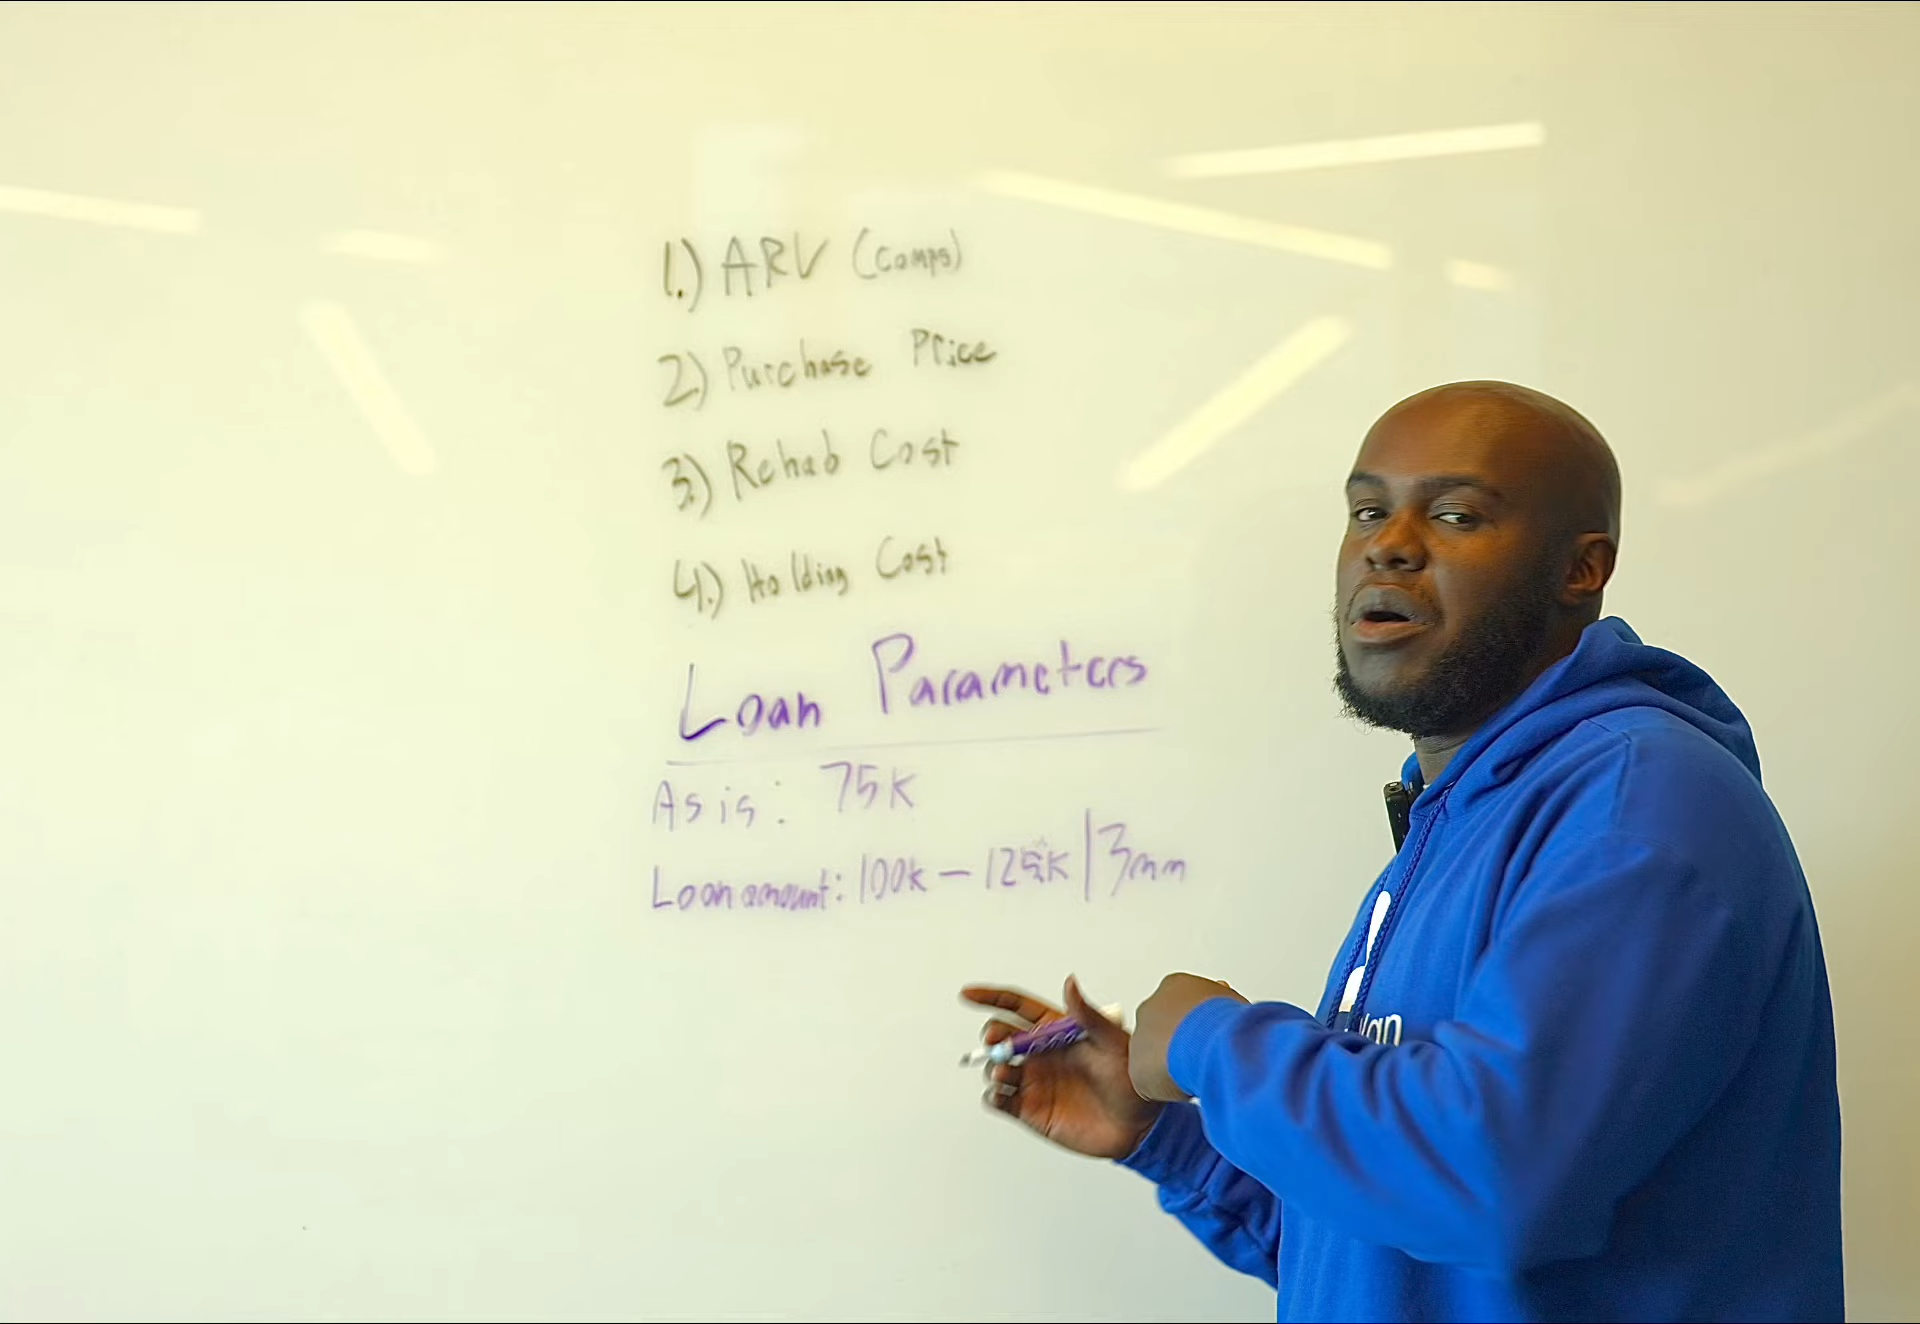 1.) ARV (Comps)
2) Purchase Price
3.) Rehab Cost
4.) Holding Cost
Loan Parameters
As is: 75K
Loan amount: 100k - 125K | 3mm